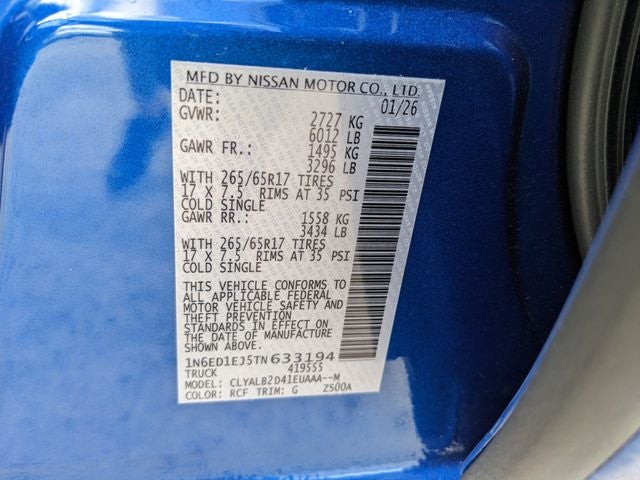 MFD BY NISSAN MOTOR CO., LTD.
DATE: 01/26
GVWR: 2727 KG
6012 LB
GAWR FR.: 1495 KG
3296 LB
WITH 265/65R17 TIRES
17 X 7.5 RIMS AT 35 PSI
COLD SINGLE
GAWR RR.: 1558 KG
3434 LB
WITH 265/65R17 TIRES
17 X 7.5 RIMS AT 35 PSI
COLD SINGLE
THIS VEHICLE CONFORMS TO
ALL APPLICABLE FEDERAL
MOTOR VEHICLE SAFETY AND
THEFT PREVENTION
STANDARDS IN EFFECT ON
THE DATE OF MANUFACTURE
SHOWN ABOVE.
1N6ED1EJ5TN633194
TRUCK 419555
MODEL: CLYALB2D41EUAAA--M
COLOR: RCF TRIM: G ZS00A